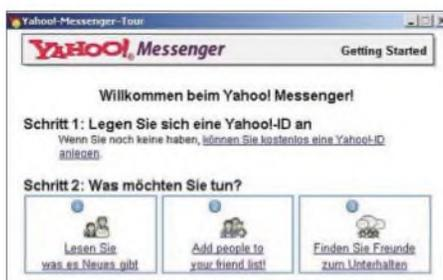 Yahoo!-Messenger-Tour
YAHOO! Messenger
Getting Started
Willkommen beim Yahoo! Messenger!
Schritt 1: Legen Sie sich eine Yahoo!-ID an
Wenn Sie noch keine haben, können Sie kostenlos eine Yahoo!-ID
anlegen.
Schritt 2: Was möchten Sie tun?
Lesen Sie
was es Neues gibt
Add people to
your friend list!
Finden Sie Freunde
zum Unterhalten